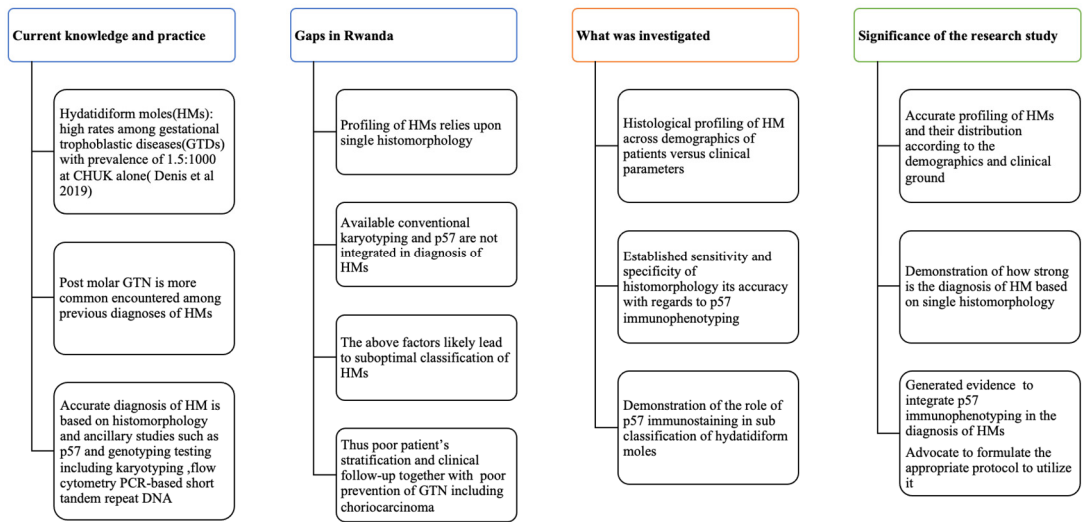 Current knowledge and practice
Hydatidiform moles(HMs):
high rates among gestational
trophoblastic diseases(GTDs)
with prevalence of 1.5:1000
at CHUK alone( Denis et al
2019)
Post molar GTN is more
common encountered among
previous diagnoses of HMs
Accurate diagnosis of HM is
based on histomorphology
and ancillary studies such as
p57 and genotyping testing
including karyotyping ,flow
cytometry PCR-based short
tandem repeat DNA
Gaps in Rwanda
Profiling of HMs relies upon
single histomorphology
Available conventional
karyotyping and p57 are not
integrated in diagnosis of
HMs
The above factors likely lead to
suboptimal classification of
HMs
Thus poor patient’s
stratification and clinical
follow-up together with poor
prevention of GTN including
choriocarcinoma
What was investigated
Histological profiling of HM
across demographics of
patients versus clinical
parameters
Established sensitivity and
specificity of
histomorphology its accuracy
with regards to p57
immunophenotyping
Demonstration of the role of
p57 immunostaining in sub
classification of hydatidiform
moles
Significance of the research study
Accurate profiling of HMs
and their distribution
according to the
demographics and clinical
ground
Demonstration of how strong
is the diagnosis of HM based
on single histomorphology
Generated evidence to
integrate p57
immunophenotyping in the
diagnosis of HMs
Advocate to formulate the
appropriate protocol to utilize
it